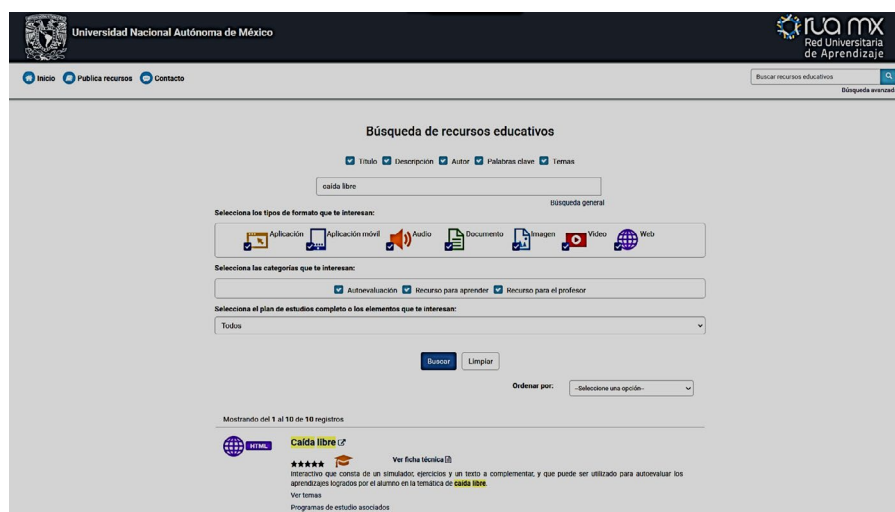 Universidad Nacional Autónoma de México
rua mx
Red Universitaria
de Aprendizaje
Inicio Publica recursos Contacto
Buscar recursos educativos
Búsqueda avanzad
Búsqueda de recursos educativos
Título Descripción Autor Palabras clave Temas
caída libre
Búsqueda general
Selecciona los tipos de formato que te interesan:
Aplicación Aplicación móvil Audio Documento Imagen Video Web
Selecciona las categorías que te interesan:
Autoevaluación Recurso para aprender Recurso para el profesor
Selecciona el plan de estudios completo o los elementos que te interesan:
Todos
Buscar Limpiar
Ordenar por: --Seleccione una opción--
Mostrando del 1 al 10 de 10 registros
HTML Caída libre
Ver ficha técnica
Interactivo que consta de un simulador, ejercicios y un texto a complementar, y que puede ser utilizado para autoevaluar los
aprendizajes logrados por el alumno en la temática de caída libre.
Ver temas
Programas de estudio asociados